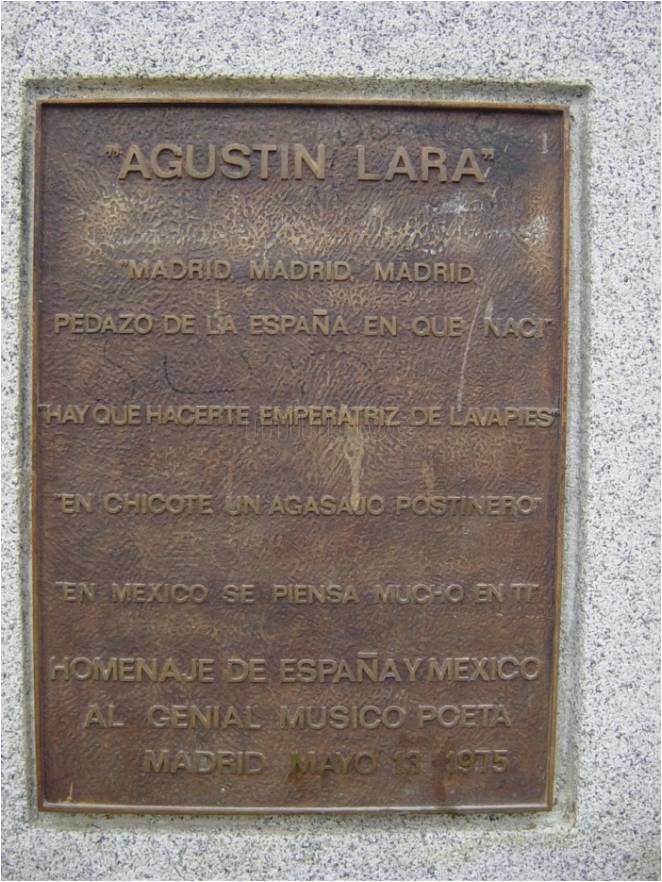 "AGUSTIN LARA"
"MADRID MADRID MADRID
PEDAZO DE LA ESPAÑA EN QUE NACI"
"HAY QUE HACERTE EMPERATRIZ DE LAVAPIES"
"EN CHICOTE UN AGASAJO POSTINERO"
"EN MEXICO SE PIENSA MUCHO EN TI"
HOMENAJE DE ESPAÑA Y MEXICO
AL GENIAL MUSICO POETA
MADRID MAYO 13 1975